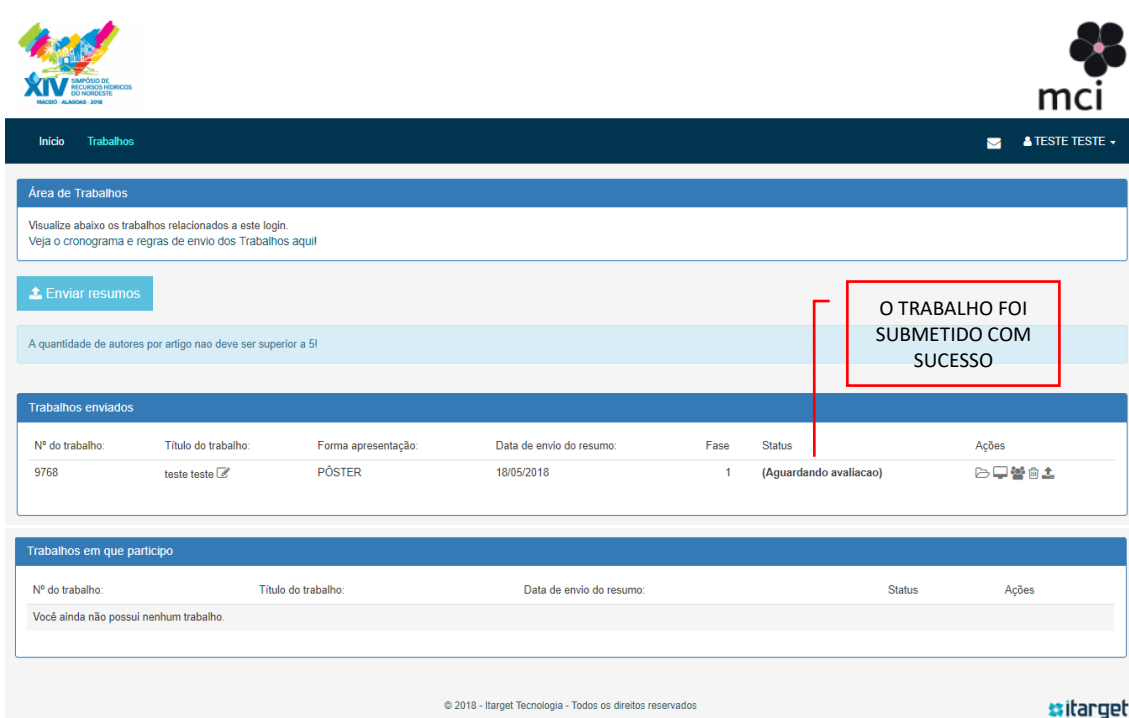 XIV SIMPÓSIO DE
RECURSOS HÍDRICOS
DO NORDESTE
MACEIÓ - ALAGOAS - 2018
mci
Início Trabalhos
TESTE TESTE
Área de Trabalhos
Visualize abaixo os trabalhos relacionados a este login.
Veja o cronograma e regras de envio dos Trabalhos aqui!
Enviar resumos
O TRABALHO FOI
SUBMETIDO COM
SUCESSO
A quantidade de autores por artigo nao deve ser superior a 5!
Trabalhos enviados
Nº do trabalho: Título do trabalho: Forma apresentação: Data de envio do resumo: Fase Status Ações
9768 teste teste PÔSTER 18/05/2018 1 (Aguardando avaliacao)
Trabalhos em que participo
Nº do trabalho: Título do trabalho: Data de envio do resumo: Status Ações
Você ainda não possui nenhum trabalho.
© 2018 - Itarget Tecnologia - Todos os direitos reservados
itarget